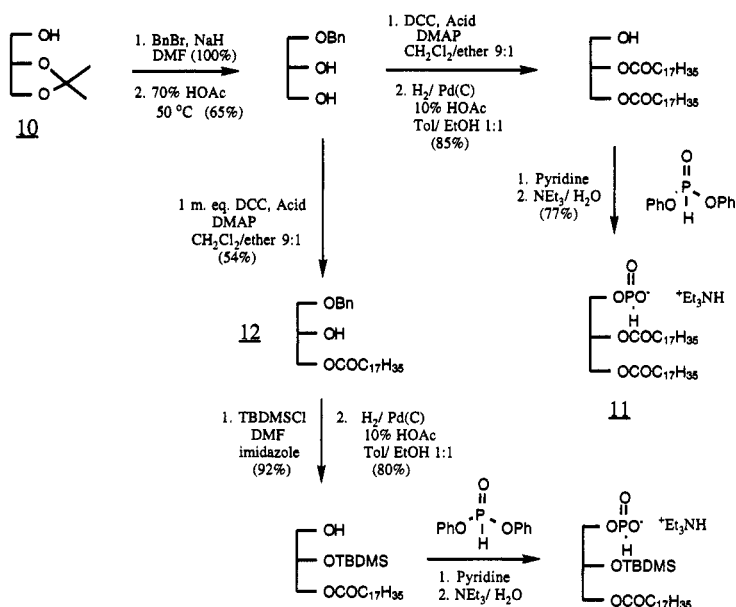 OH
O
O
10
1. BnBr, NaH
DMF (100%)
2. 70% HOAc
50 °C (65%)
OBn
OH
OH
1. DCC, Acid
DMAP
CH₂Cl₂/ether 9:1
2. H₂/ Pd(C)
10% HOAc
Tol/ EtOH 1:1
(85%)
OH
OCOC₁₇H₃₅
OCOC₁₇H₃₅
1. Pyridine
2. NEt₃/ H₂O
(77%)
O
PhO P OPh
H
1 m. eq. DCC, Acid
DMAP
CH₂Cl₂/ether 9:1
(54%)
O
OPO⁻ ⁺Et₃NH
H
OCOC₁₇H₃₅
OCOC₁₇H₃₅
11
12
OBn
OH
OCOC₁₇H₃₅
1. TBDMSCl
DMF
imidazole
(92%)
2. H₂/ Pd(C)
10% HOAc
Tol/ EtOH 1:1
(80%)
OH
OTBDMS
OCOC₁₇H₃₅
O
PhO P OPh
H
1. Pyridine
2. NEt₃/ H₂O
O
OPO⁻ ⁺Et₃NH
H
OTBDMS
OCOC₁₇H₃₅